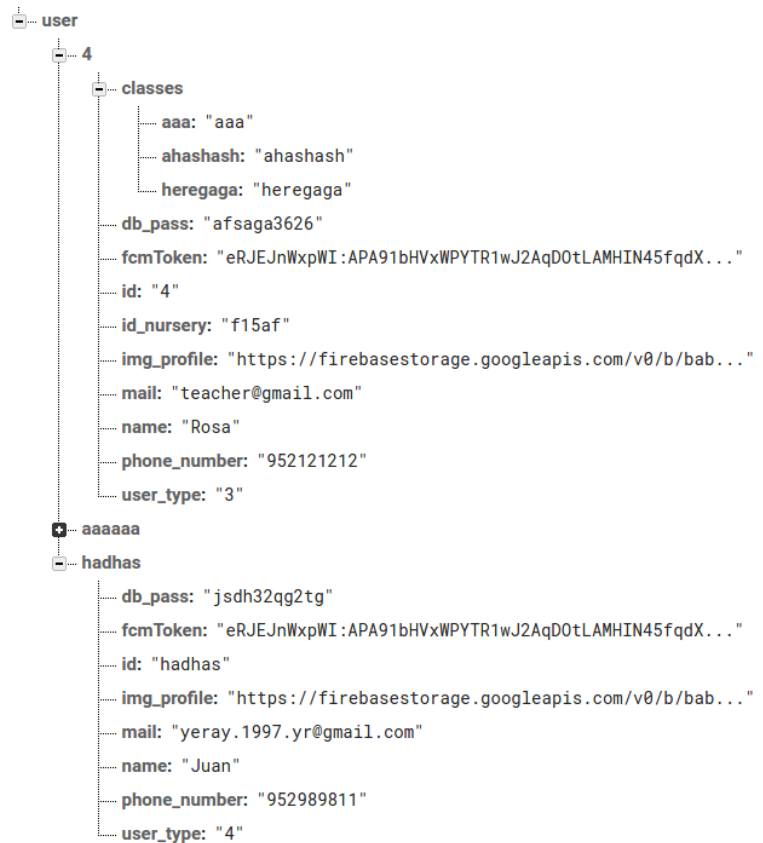 user
4
classes
aaa: "aaa"
ahashash: "ahashash"
heregaga: "heregaga"
db_pass: "afsaga3626"
fcmToken: "eRJEJnWxpWI:APA91bHVxWPYTR1wJ2AqDOtLAMHIN45fqdX..."
id: "4"
id_nursery: "f15af"
img_profile: "https://firebasestorage.googleapis.com/v0/b/bab..."
mail: "teacher@gmail.com"
name: "Rosa"
phone_number: "952121212"
user_type: "3"
aaaaaa
hadhas
db_pass: "jsdh32qg2tg"
fcmToken: "eRJEJnWxpWI:APA91bHVxWPYTR1wJ2AqDOtLAMHIN45fqdX..."
id: "hadhas"
img_profile: "https://firebasestorage.googleapis.com/v0/b/bab..."
mail: "yeray.1997.yr@gmail.com"
name: "Juan"
phone_number: "952989811"
user_type: "4"